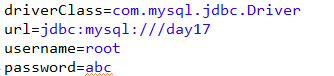 driverClass=com.mysql.jdbc.Driver
url=jdbc:mysql:///day17
username=root
password=abc